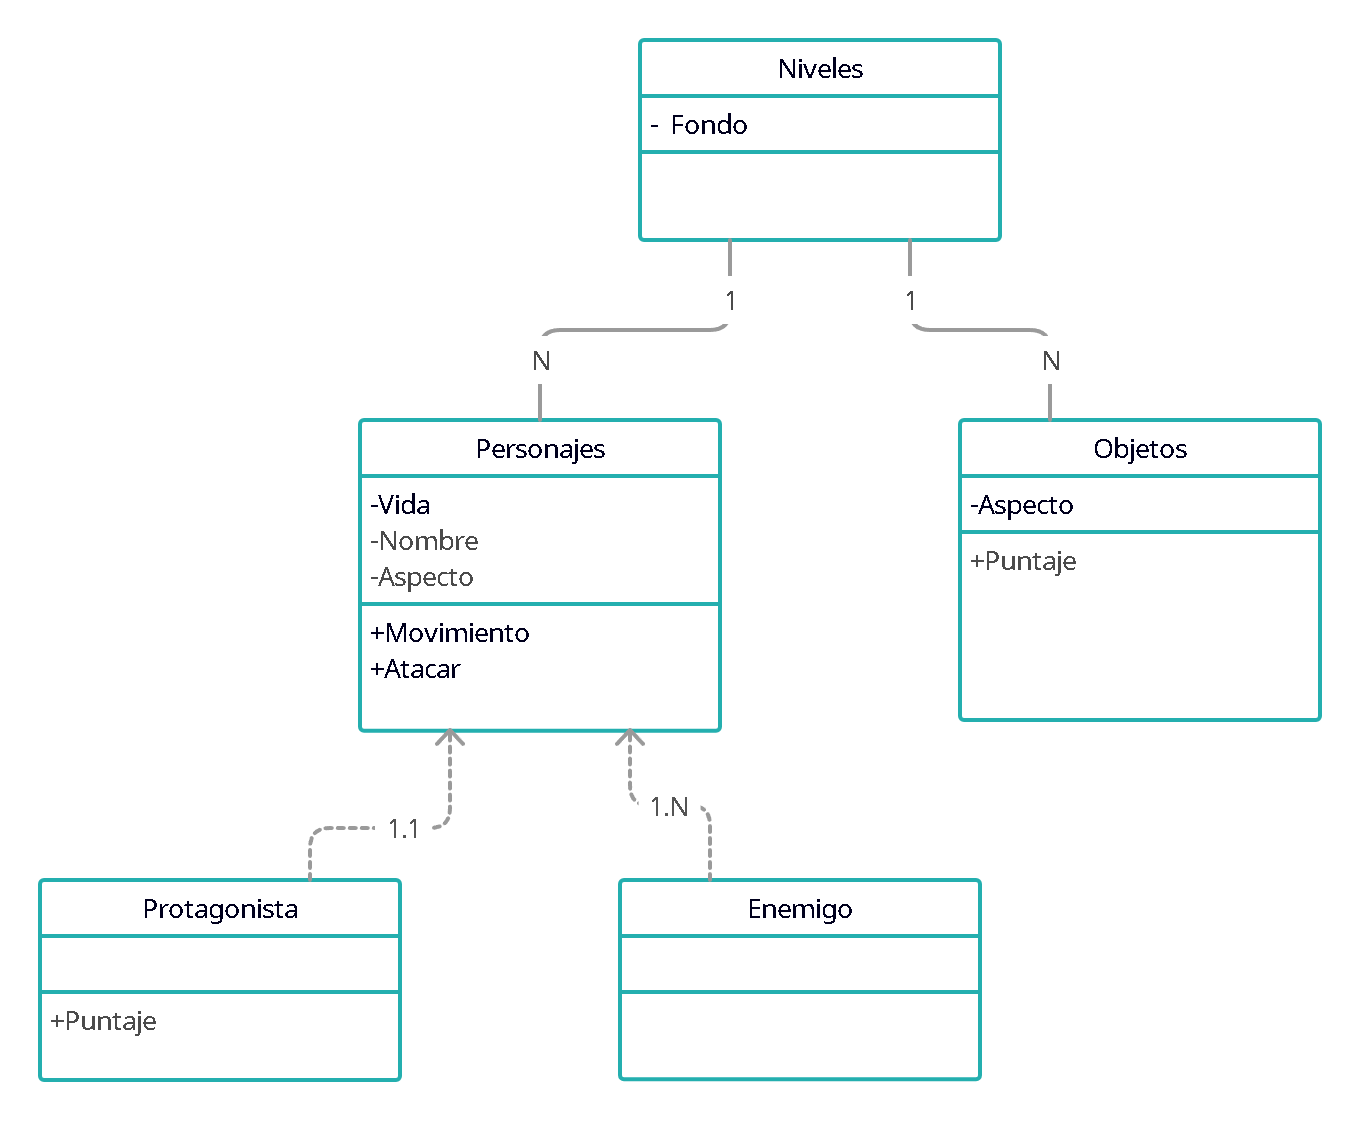 Niveles
- Fondo
1
1
N
N
Personajes
-Vida
-Nombre
-Aspecto
+Movimiento
+Atacar
Objetos
-Aspecto
+Puntaje
1.1
1.N
Protagonista
+Puntaje
Enemigo